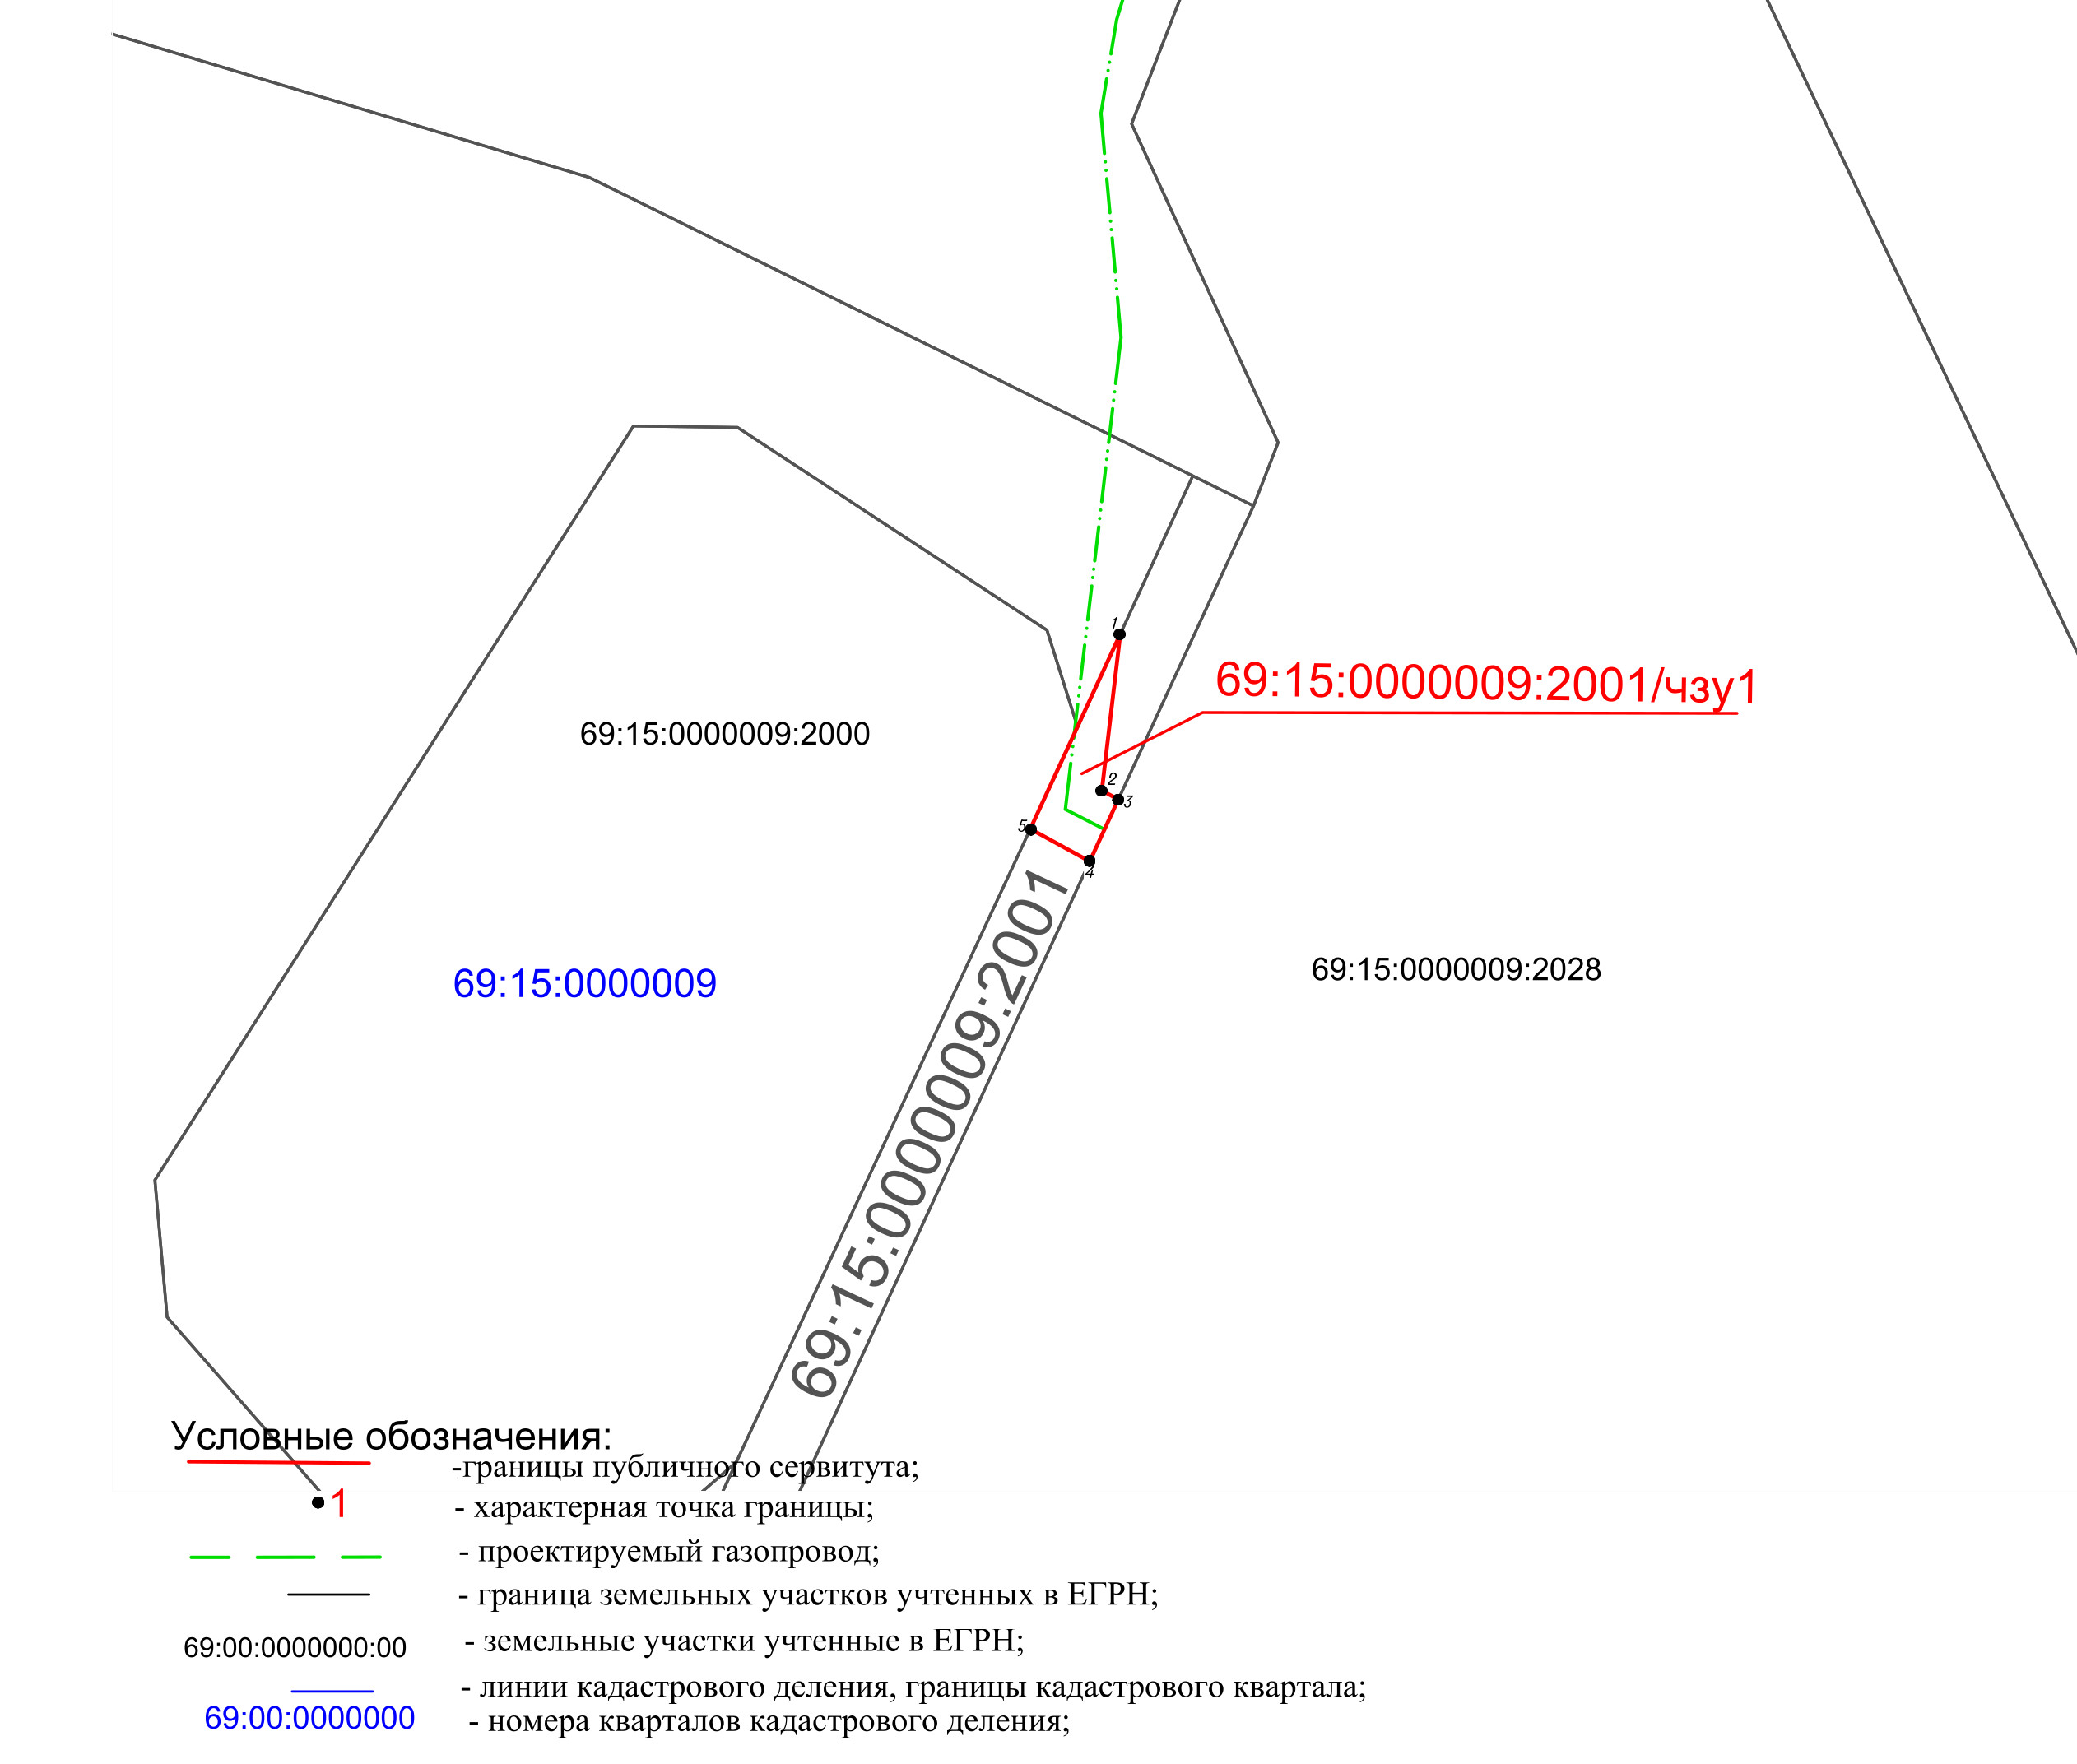 1
69:15:0000009:2001/чзу1
69:15:0000009:2000
2
3
5
4
69:15:0000009:2001
69:15:0000009
69:15:0000009:2028
Условные обозначения:
-границы публичного сервитута;
1 - характерная точка границы;
- проектируемый газопровод;
- граница земельных участков учтенных в ЕГРН;
69:00:0000000:00 - земельные участки учтенные в ЕГРН;
- линии кадастрового деления, границы кадастрового квартала;
69:00:0000000 - номера кварталов кадастрового деления;